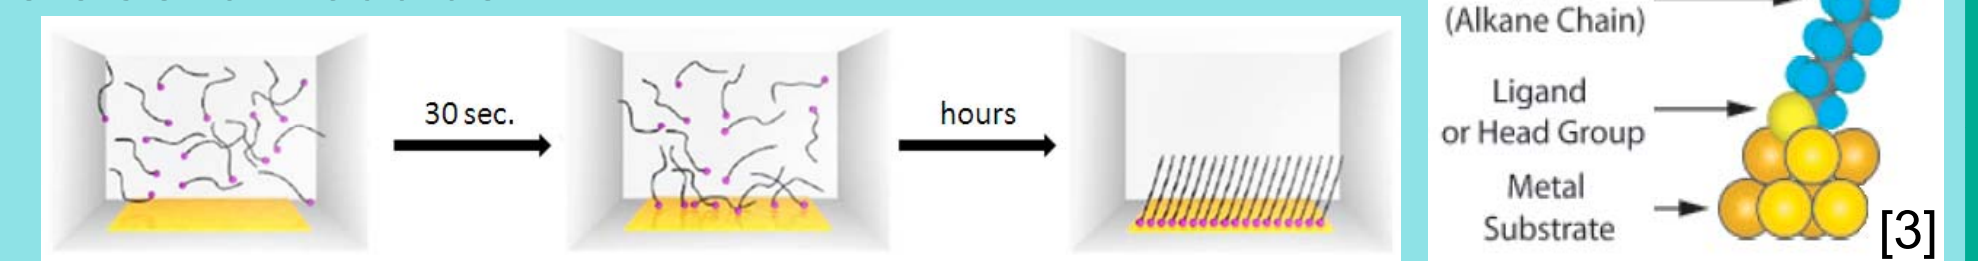 30 sec.
hours
(Alkane Chain)
Ligand
or Head Group
Metal
Substrate
[3]